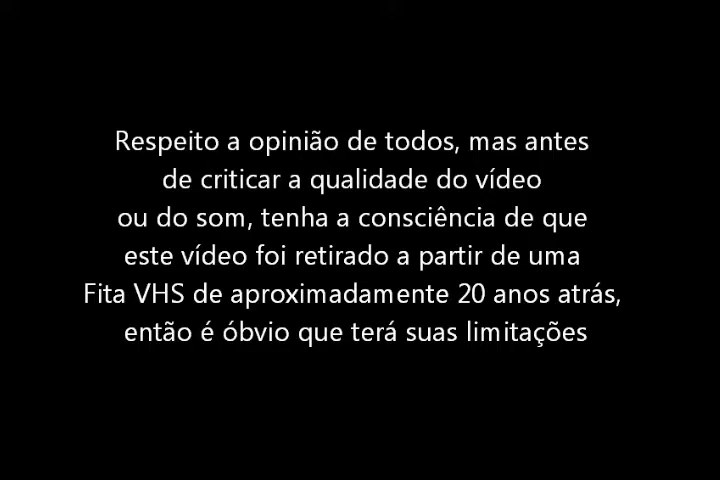 Respeito a opinião de todos, mas antes
de criticar a qualidade do vídeo
ou do som, tenha a consciência de que
este vídeo foi retirado a partir de uma
Fita VHS de aproximadamente 20 anos atrás,
então é óbvio que terá suas limitações